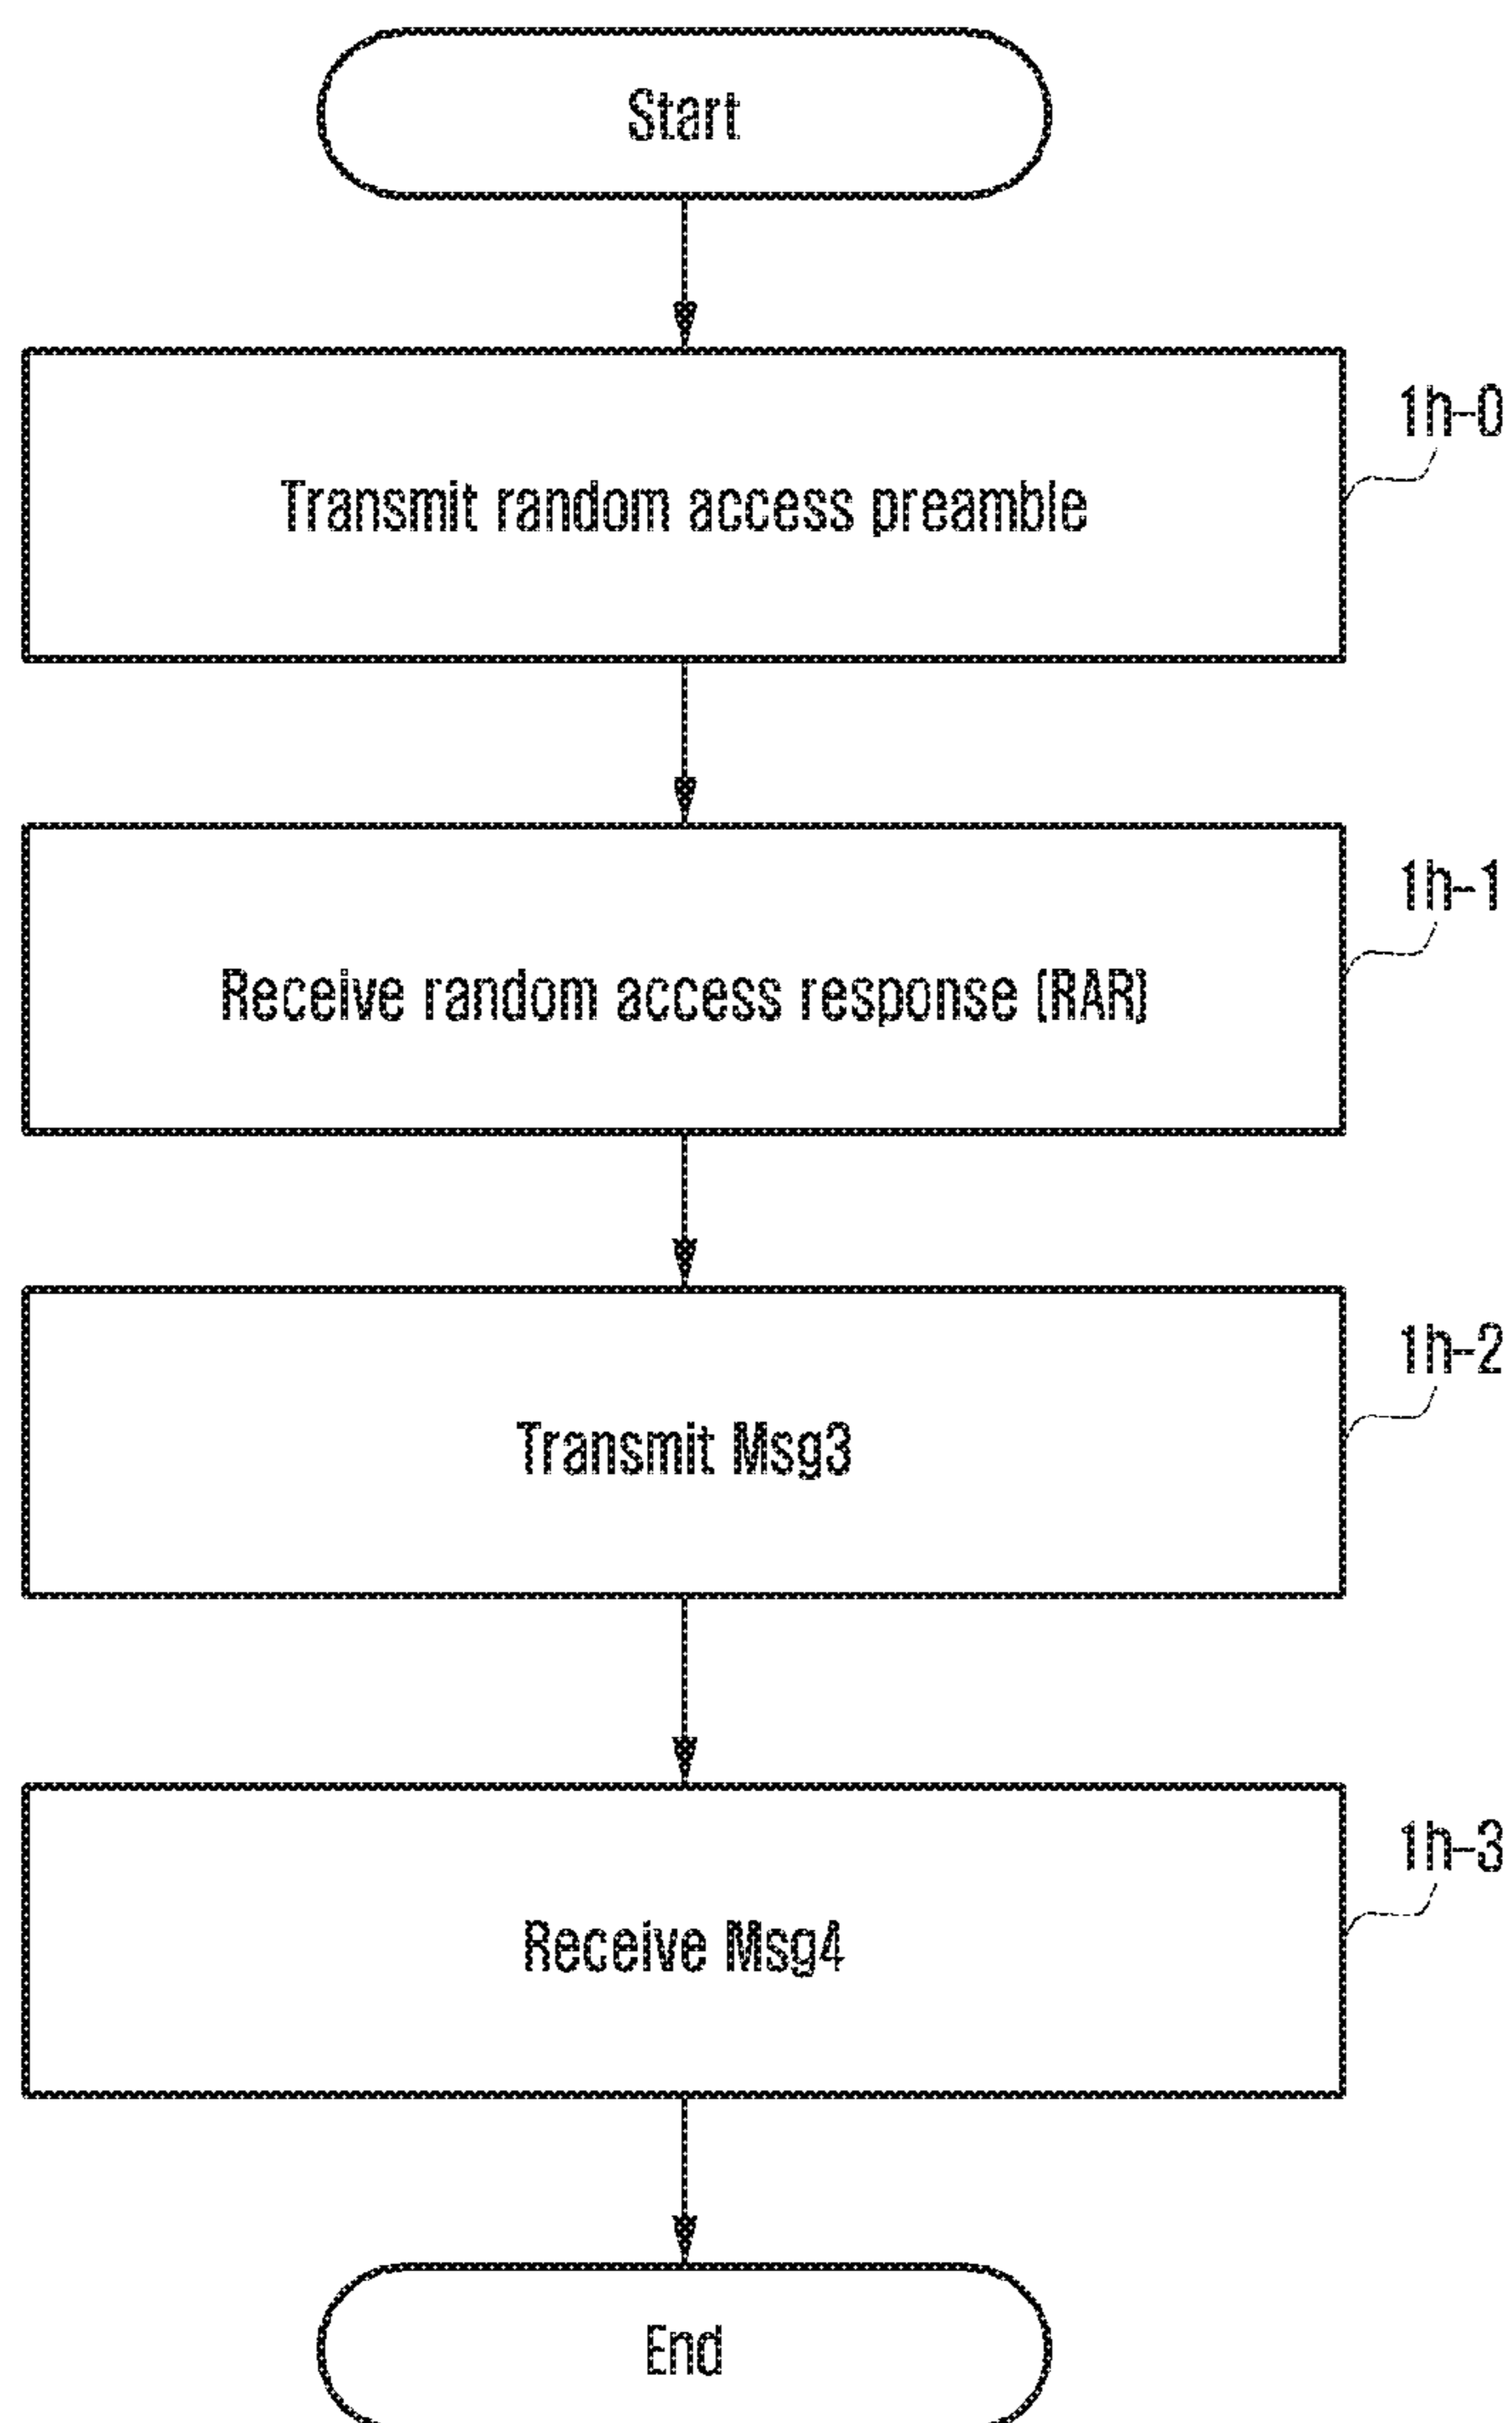 Start
Transmit random access preamble
1h-0
Receive random access response (RAR)
1h-1
Transmit Msg3
1h-2
Receive Msg4
1h-3
End